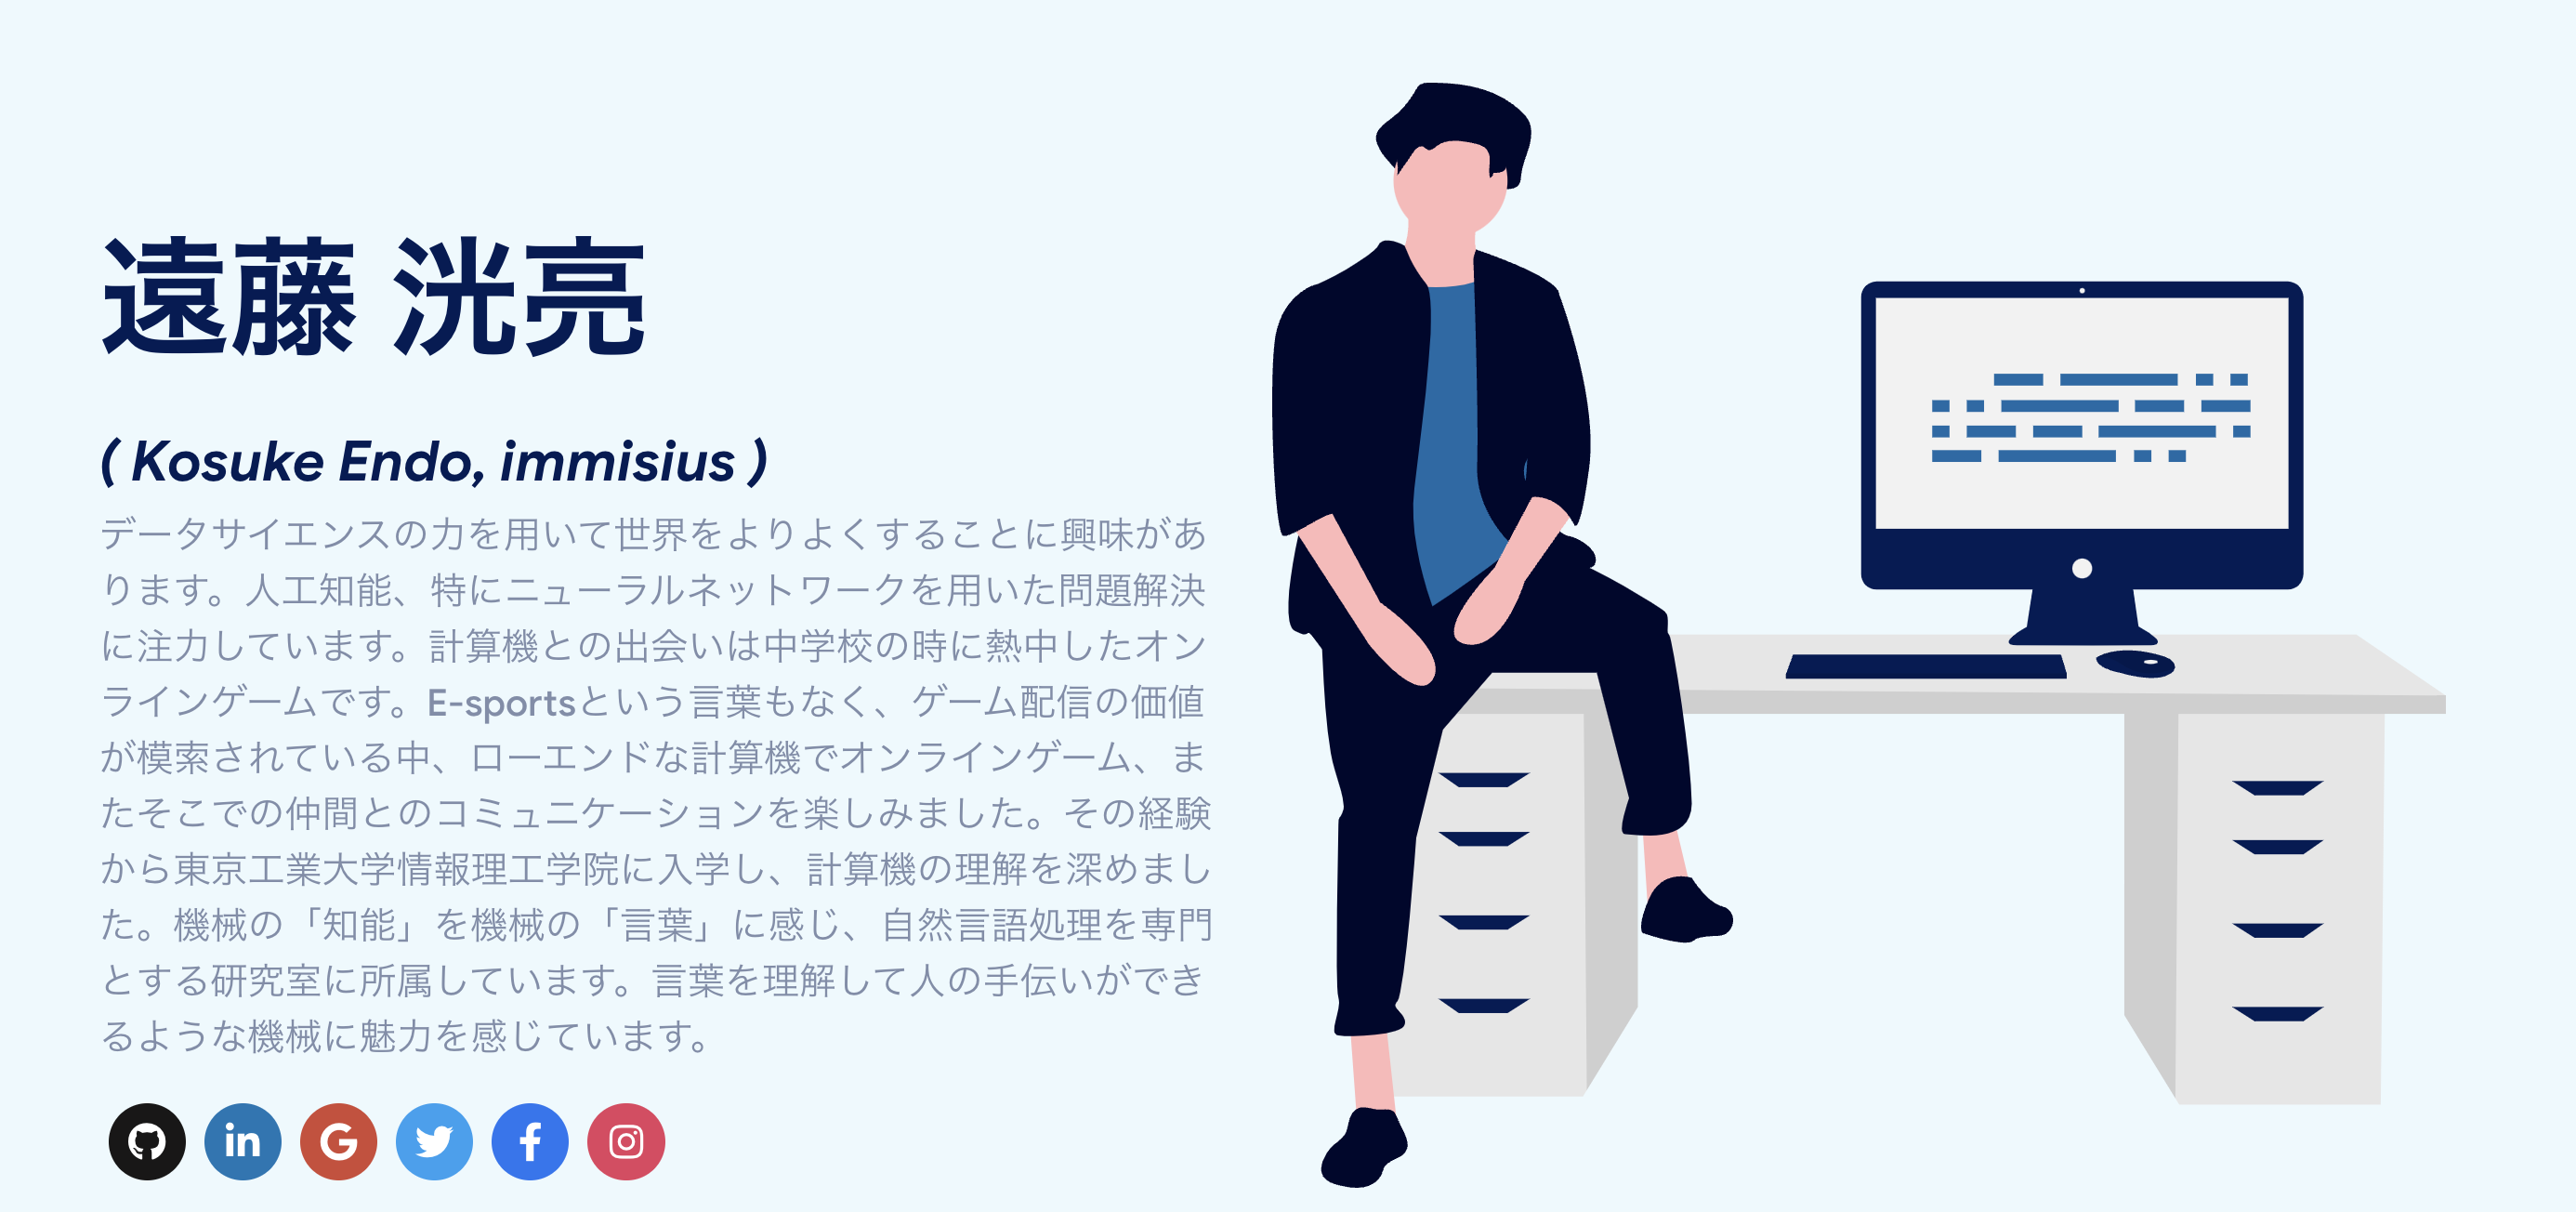 遠藤 洸亮
( Kosuke Endo, immisius )
データサイエンスの力を用いて世界をよりよくすることに興味があ
ります。人工知能、特にニューラルネットワークを用いた問題解決
に注力しています。計算機との出会いは中学校の時に熱中したオン
ラインゲームです。E-sportsという言葉もなく、ゲーム配信の価値
が模索されている中、ローエンドな計算機でオンラインゲーム、ま
たそこでの仲間とのコミュニケーションを楽しみました。その経験
から東京工業大学情報理工学院に入学し、計算機の理解を深めまし
た。機械の「知能」を機械の「言葉」に感じ、自然言語処理を専門
とする研究室に所属しています。言葉を理解して人の手伝いができ
るような機械に魅力を感じています。